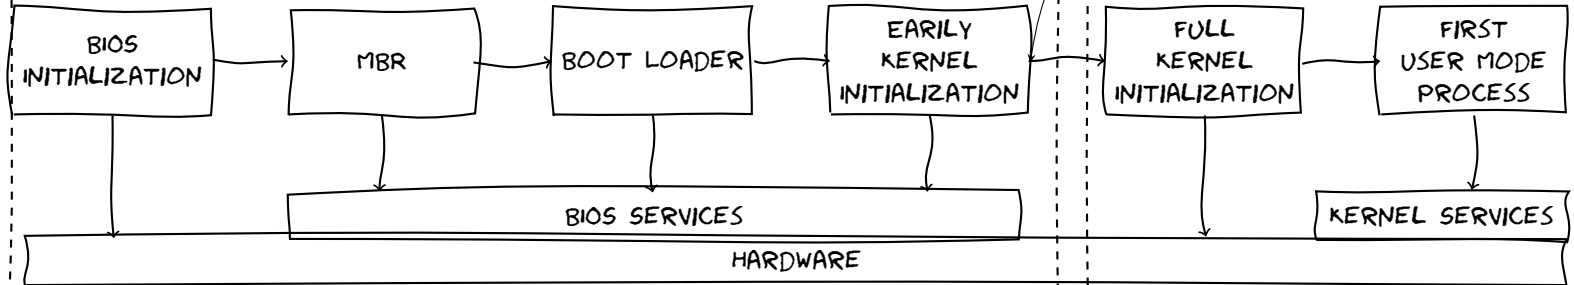 BIOS
INITIALIZATION
MBR
BOOT LOADER
EARILY
KERNEL
INITIALIZATION
FULL
KERNEL
INITIALIZATION
FIRST
USER MODE
PROCESS
BIOS SERVICES
KERNEL SERVICES
HARDWARE